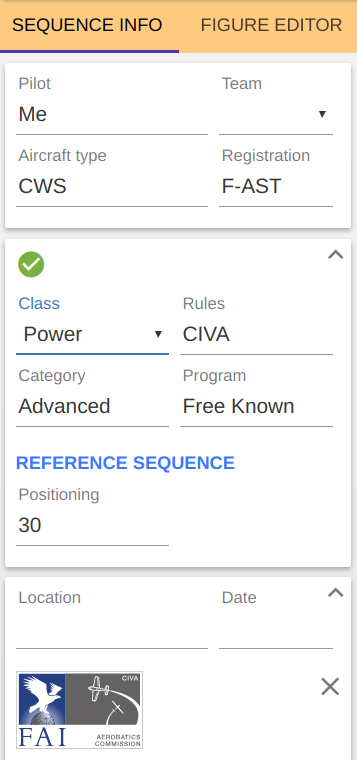 SEQUENCE INFO FIGURE EDITOR
Pilot Team
Me
Aircraft type Registration
CWS F-AST
Class Rules
Power CIVA
Category Program
Advanced Free Known
REFERENCE SEQUENCE
Positioning
30
Location Date
CIVA
FAI AEROBATICS
COMMISSION